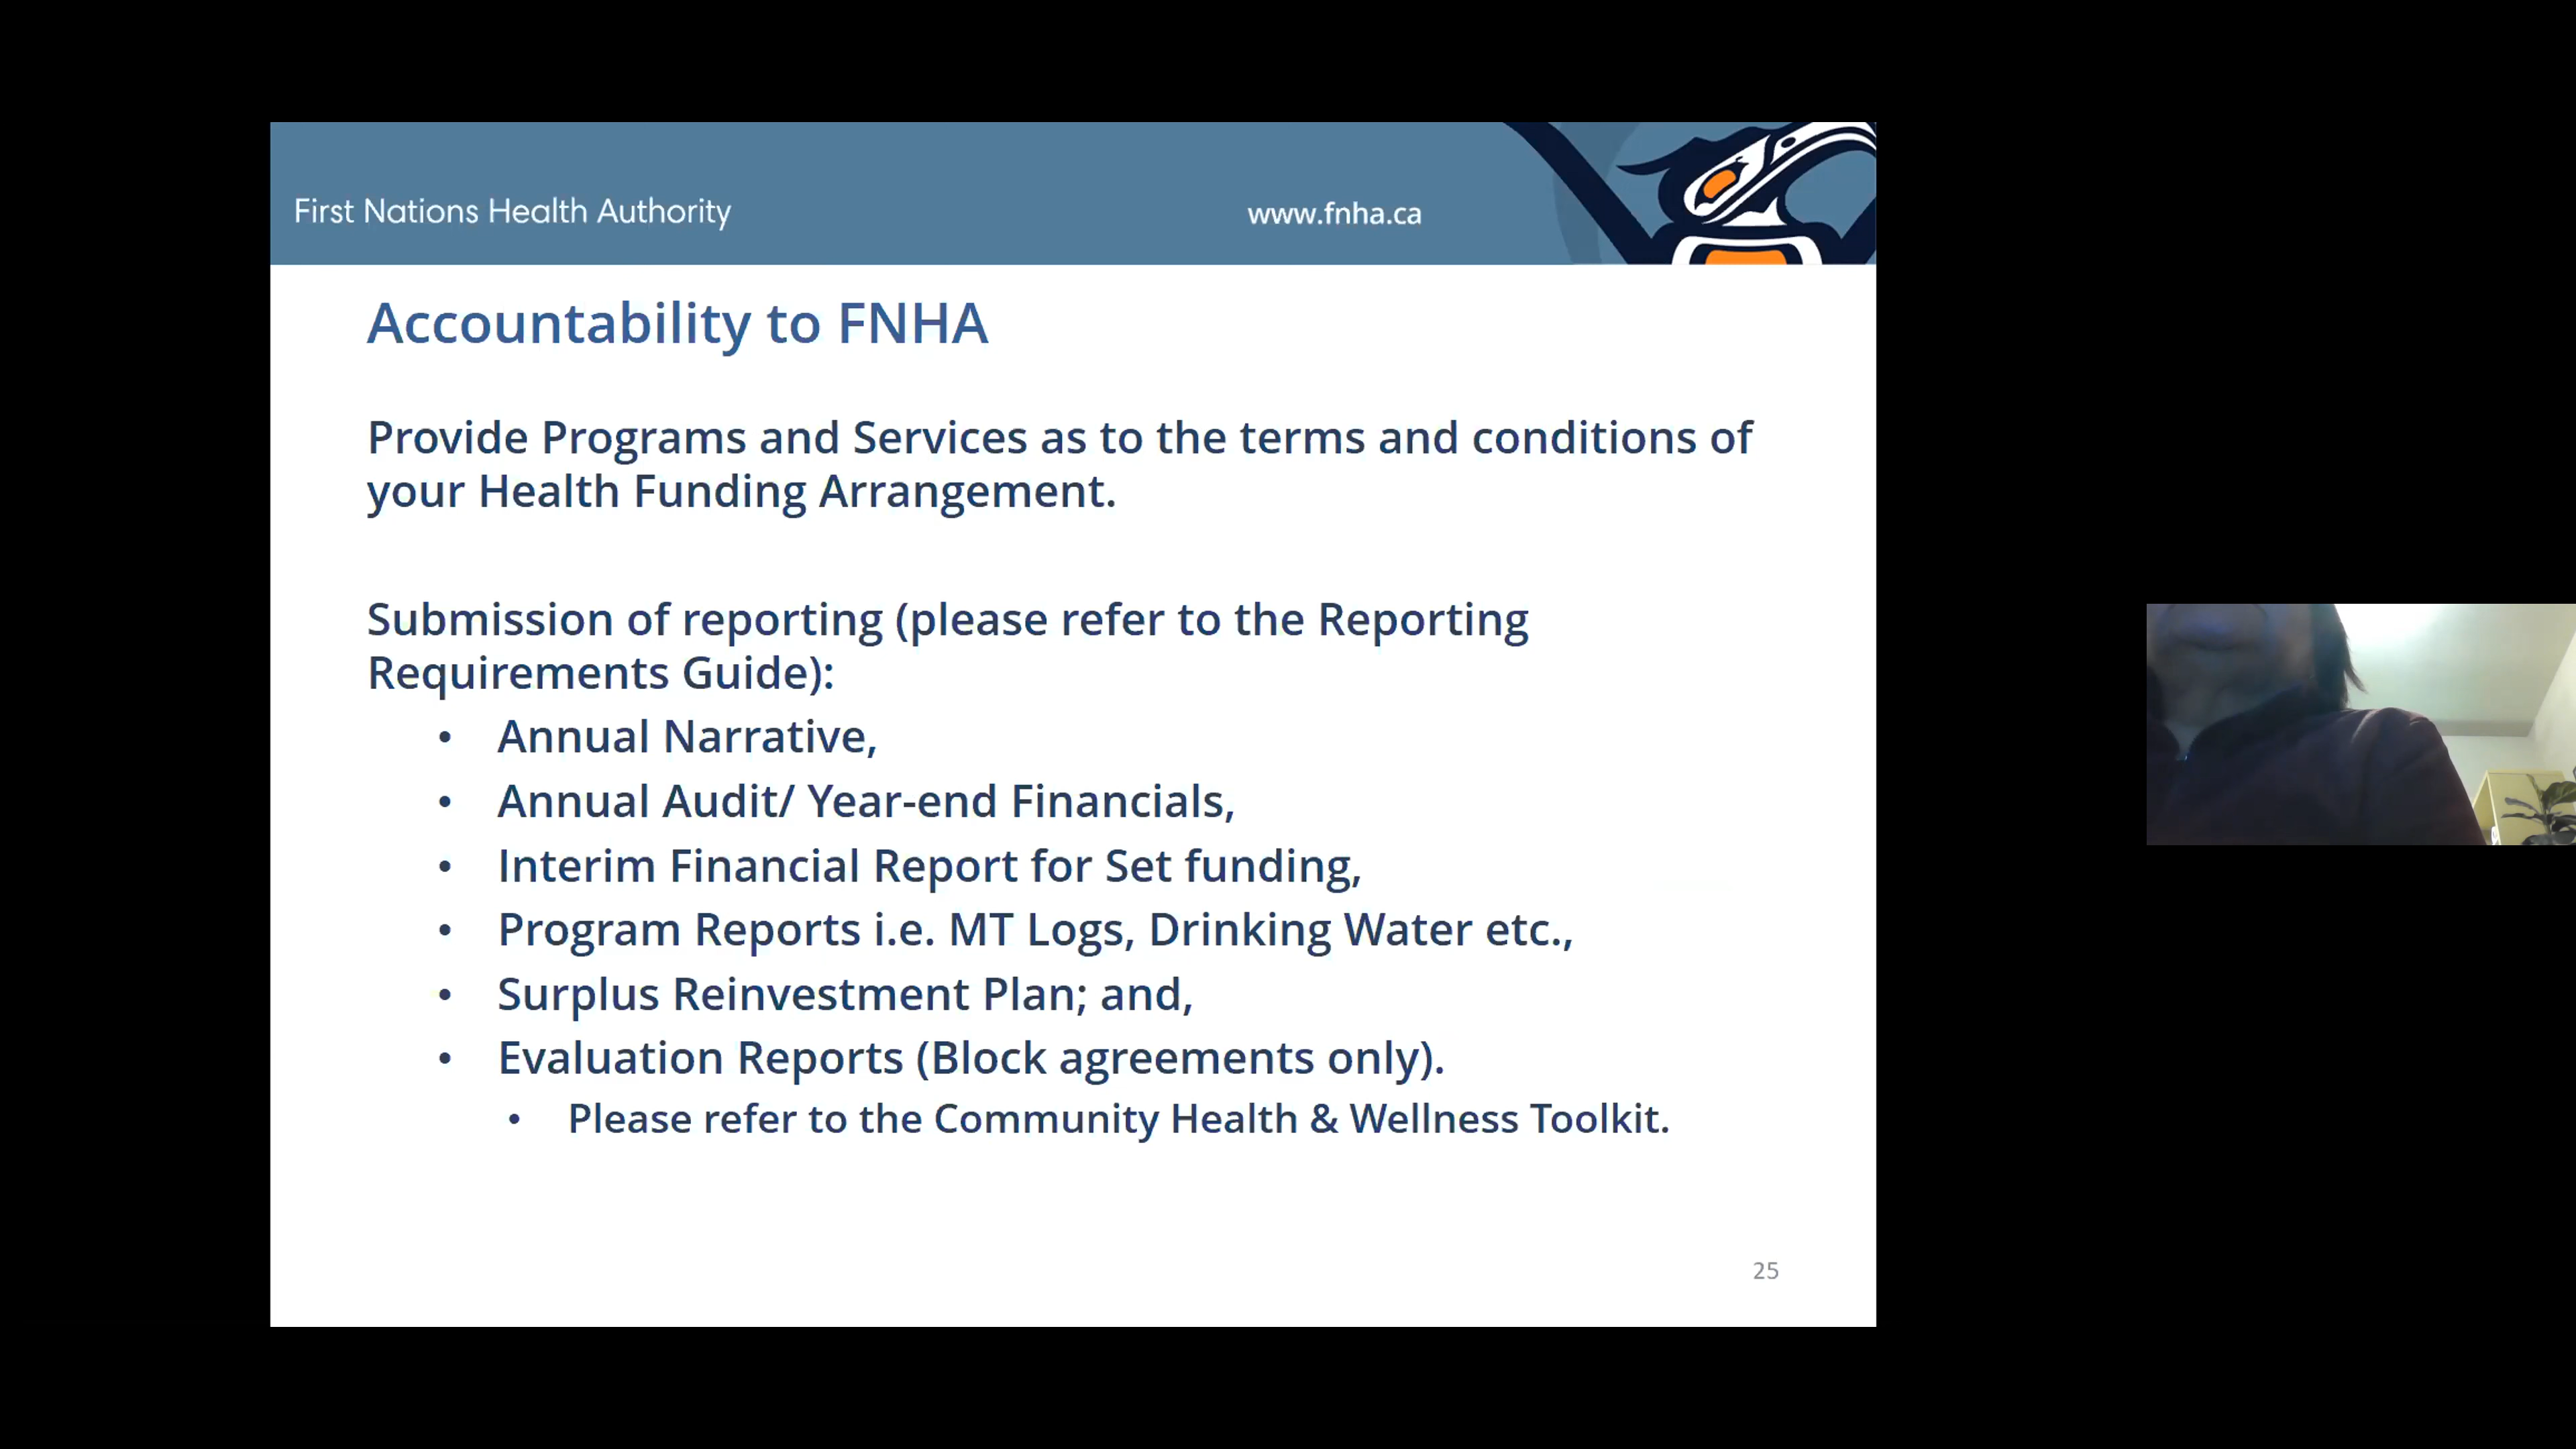 First Nations Health Authority
www.fnha.ca
Accountability to FNHA
Provide Programs and Services as to the terms and conditions of
your Health Funding Arrangement.
Submission of reporting (please refer to the Reporting
Requirements Guide):
• Annual Narrative,
• Annual Audit/ Year-end Financials,
• Interim Financial Report for Set funding,
• Program Reports i.e. MT Logs, Drinking Water etc.,
• Surplus Reinvestment Plan; and,
• Evaluation Reports (Block agreements only).
• Please refer to the Community Health & Wellness Toolkit.
25